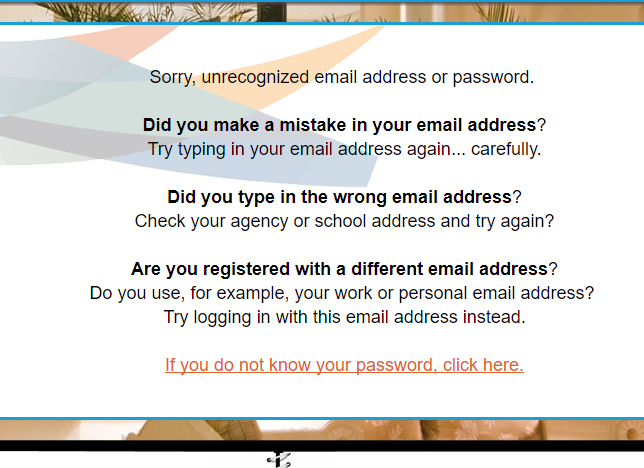 Sorry, unrecognized email address or password.
Did you make a mistake in your email address?
Try typing in your email address again... carefully.
Did you type in the wrong email address?
Check your agency or school address and try again?
Are you registered with a different email address?
Do you use, for example, your work or personal email address?
Try logging in with this email address instead.
If you do not know your password, click here.